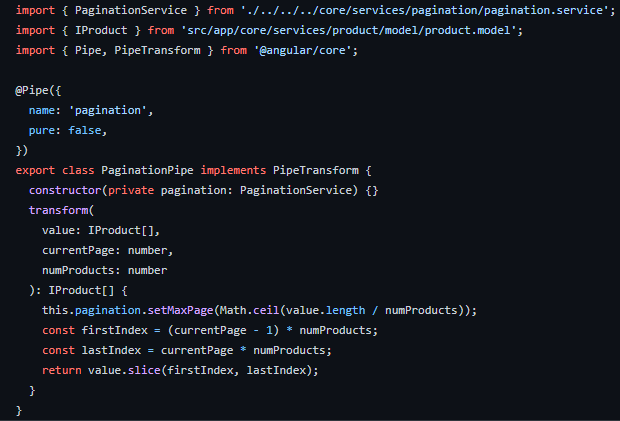 import { PaginationService } from './../../../core/services/pagination/pagination.service';
import { IProduct } from 'src/app/core/services/product/model/product.model';
import { Pipe, PipeTransform } from '@angular/core';

@Pipe({
  name: 'pagination',
  pure: false,
})
export class PaginationPipe implements PipeTransform {
  constructor(private pagination: PaginationService) {}
  transform(
    value: IProduct[],
    currentPage: number,
    numProducts: number
  ): IProduct[] {
    this.pagination.setMaxPage(Math.ceil(value.length / numProducts));
    const firstIndex = (currentPage - 1) * numProducts;
    const lastIndex = currentPage * numProducts;
    return value.slice(firstIndex, lastIndex);
  }
}